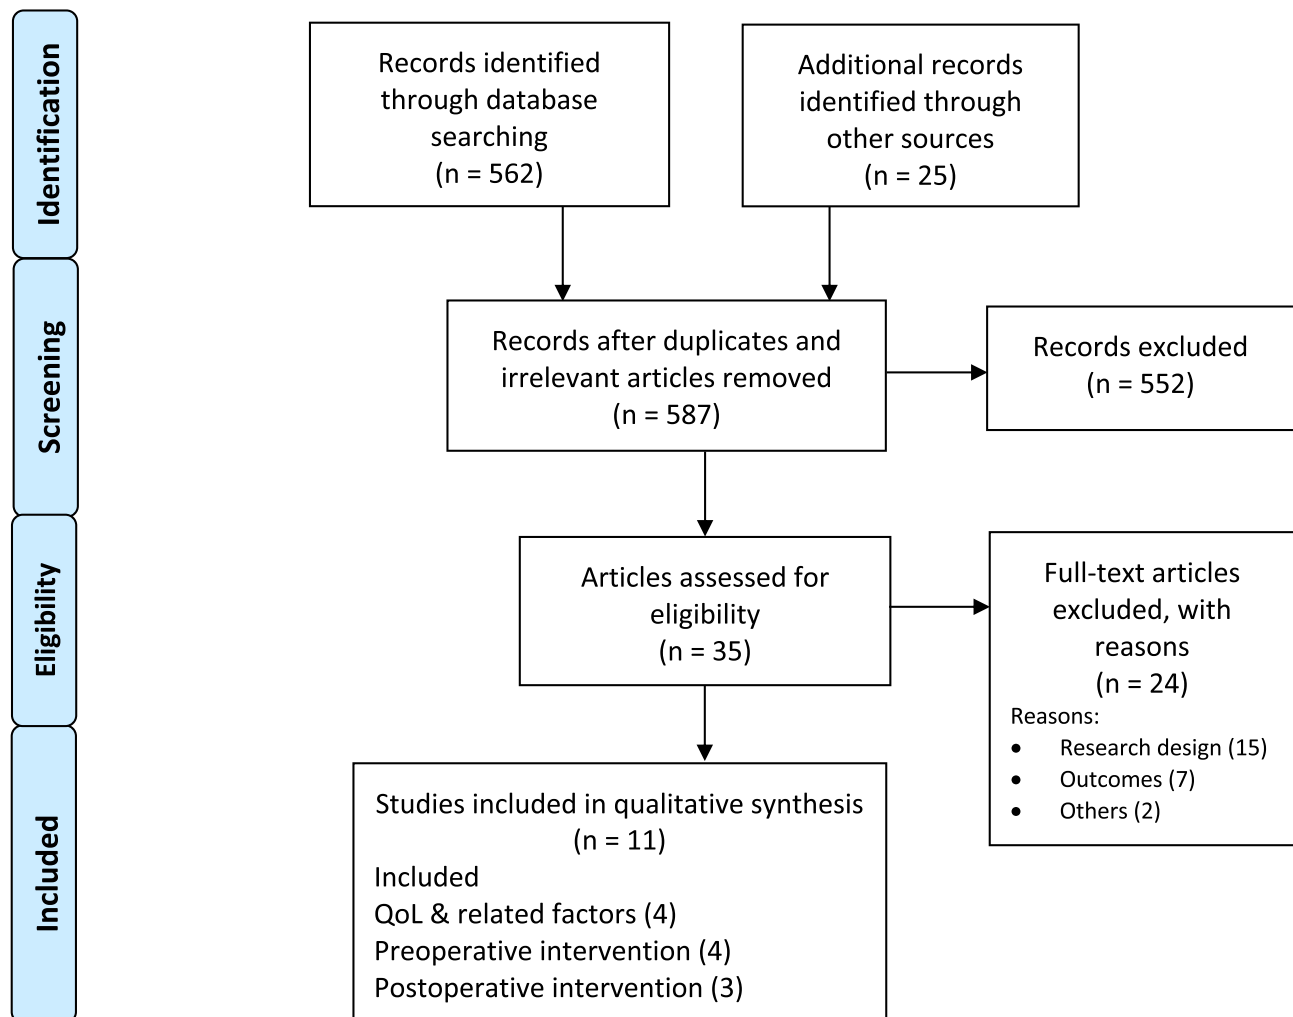 Identification
Records identified
through database
searching
(n = 562)
Additional records
identified through
other sources
(n = 25)
Screening
Records after duplicates and
irrelevant articles removed
(n = 587)
Records excluded
(n = 552)
Eligibility
Articles assessed for
eligibility
(n = 35)
Full-text articles
excluded, with
reasons
(n = 24)
Reasons:
• Research design (15)
• Outcomes (7)
• Others (2)
Included
Studies included in qualitative synthesis
(n = 11)
Included
QoL & related factors (4)
Preoperative intervention (4)
Postoperative intervention (3)